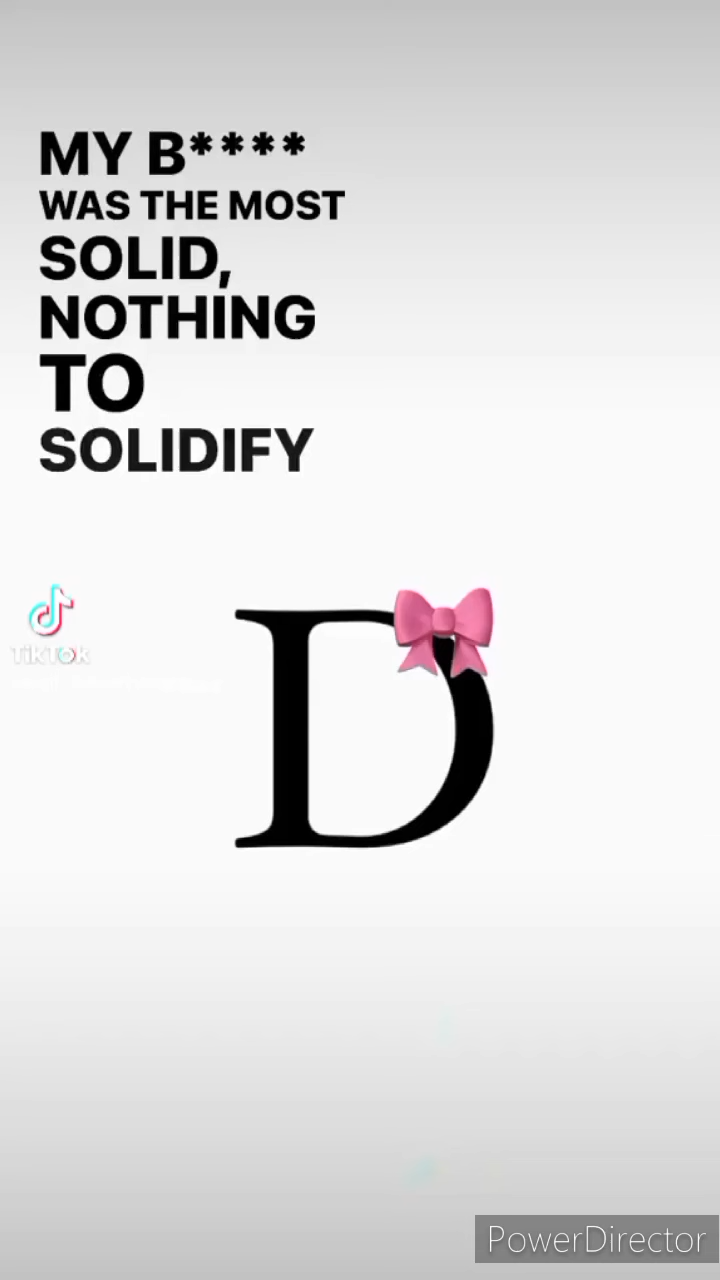 MY B****
WAS THE MOST
SOLID,
NOTHING
TO
SOLIDIFY
TikTok
D
PowerDirector